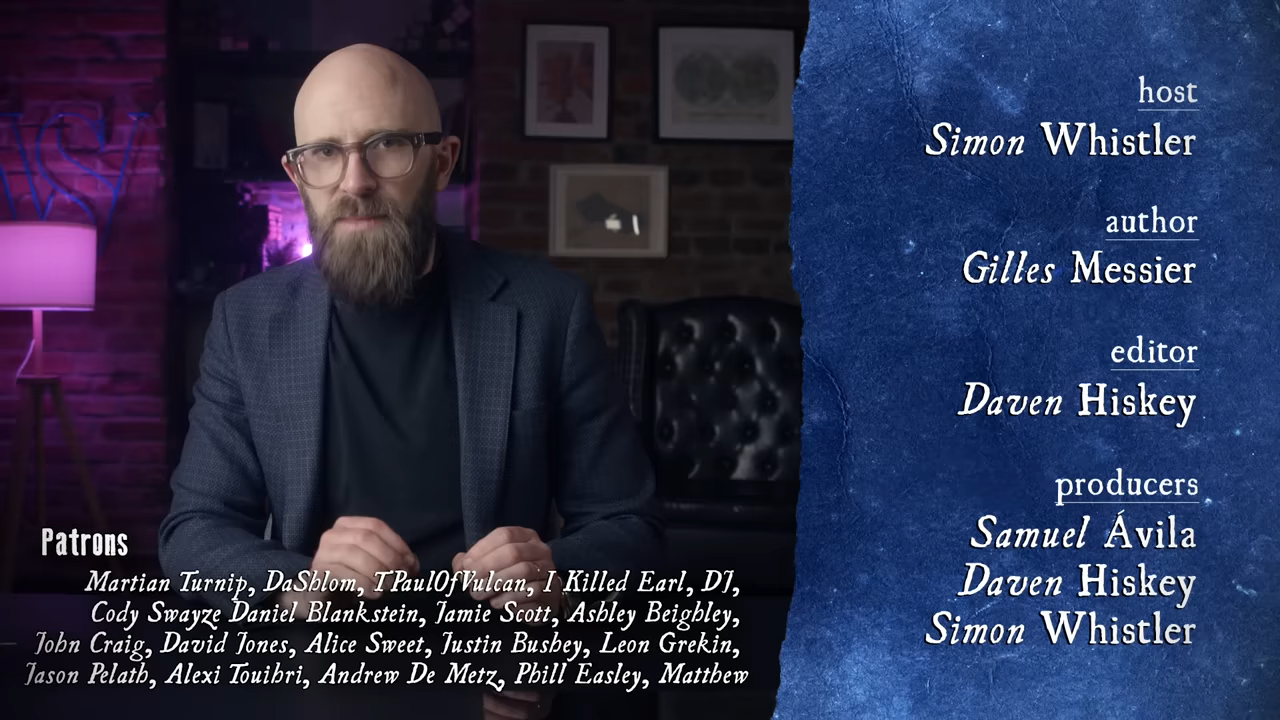 host
Simon Whistler
author
Gilles Messier
editor
Daven Hiskey
producers
Samuel Ávila
Daven Hiskey
Simon Whistler
Patrons
Martian Turnip, DaShlom, TPaulOfVulcan, I Killed Earl, DJ,
Cody Swayze Daniel Blankstein, Jamie Scott, Ashley Beighley,
John Craig, David Jones, Alice Sweet, Justin Bushey, Leon Grekin,
Jason Pelath, Alexi Touihri, Andrew De Metz, Phill Easley, Matthew